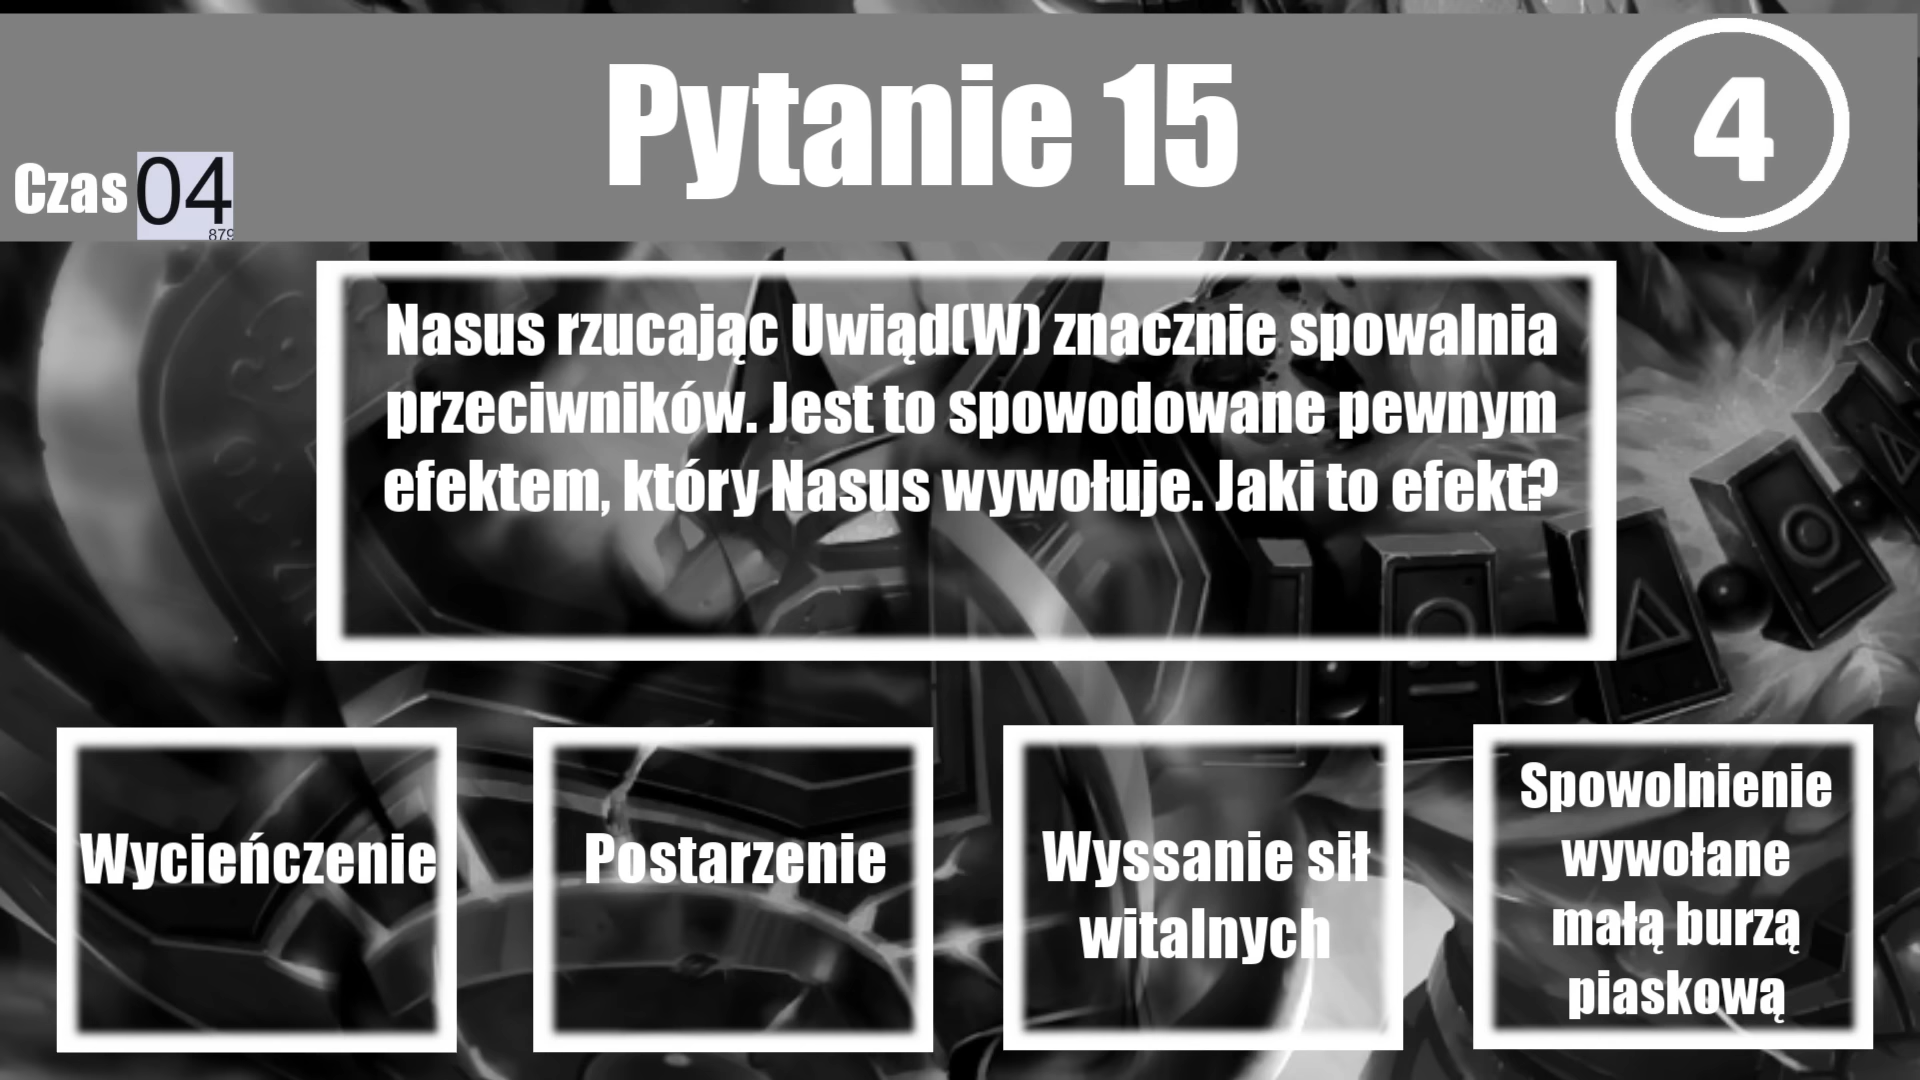 Pytanie 15
4
Czas 04
879
Nasus rzucając Uwiąd(W) znacznie spowalnia
przeciwników. Jest to spowodowane pewnym
efektem, który Nasus wywołuje. Jaki to efekt?
Wycieńczenie
Postarzenie
Wyssanie sił
witalnych
Spowolnienie
wywołane
małą burzą
piaskową